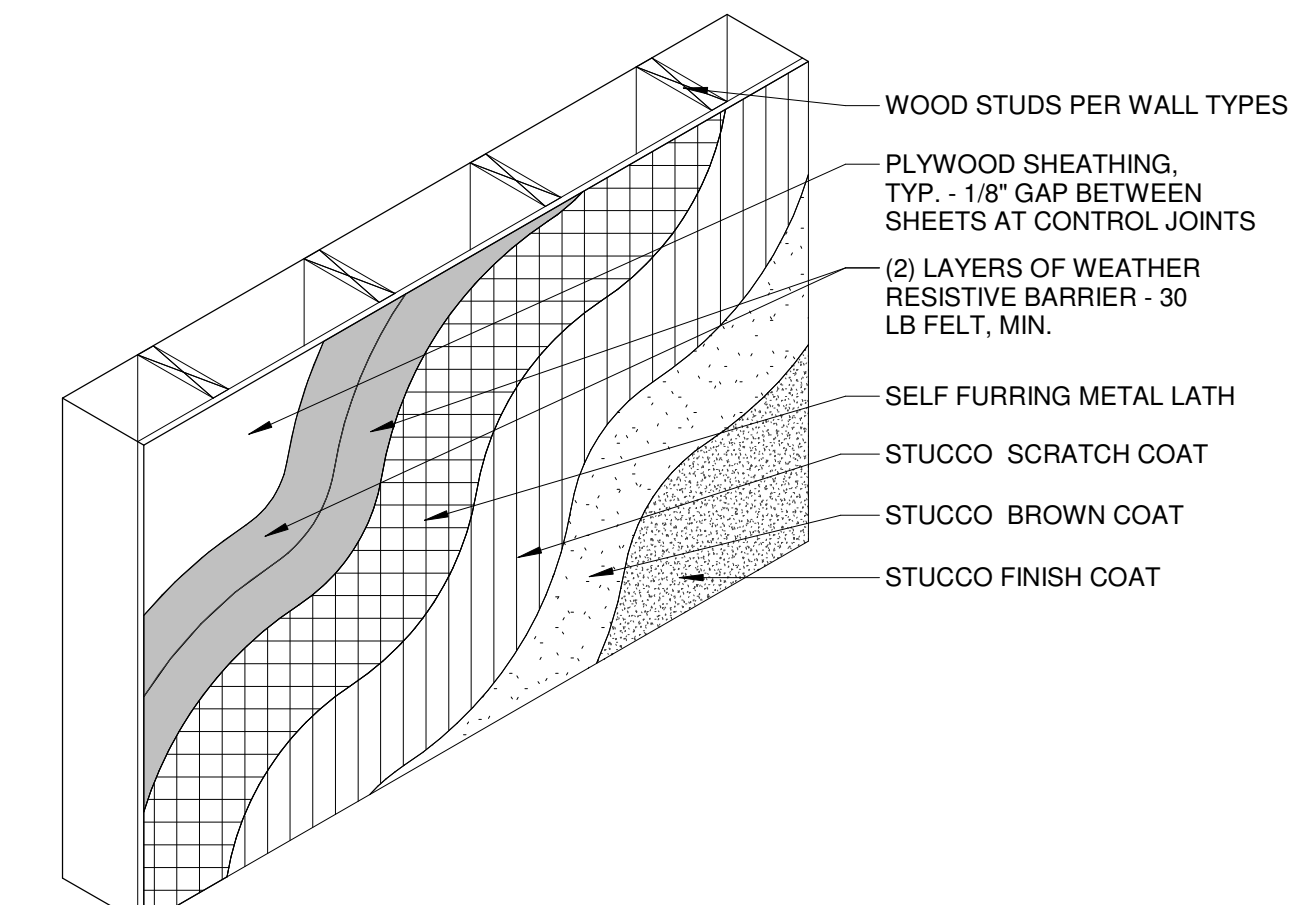 WOOD STUDS PER WALL TYPES
PLYWOOD SHEATHING,
TYP. - 1/8" GAP BETWEEN
SHEETS AT CONTROL JOINTS
(2) LAYERS OF WEATHER
RESISTIVE BARRIER - 30
LB FELT, MIN.
SELF FURRING METAL LATH
STUCCO  SCRATCH COAT
STUCCO  BROWN COAT
STUCCO FINISH COAT